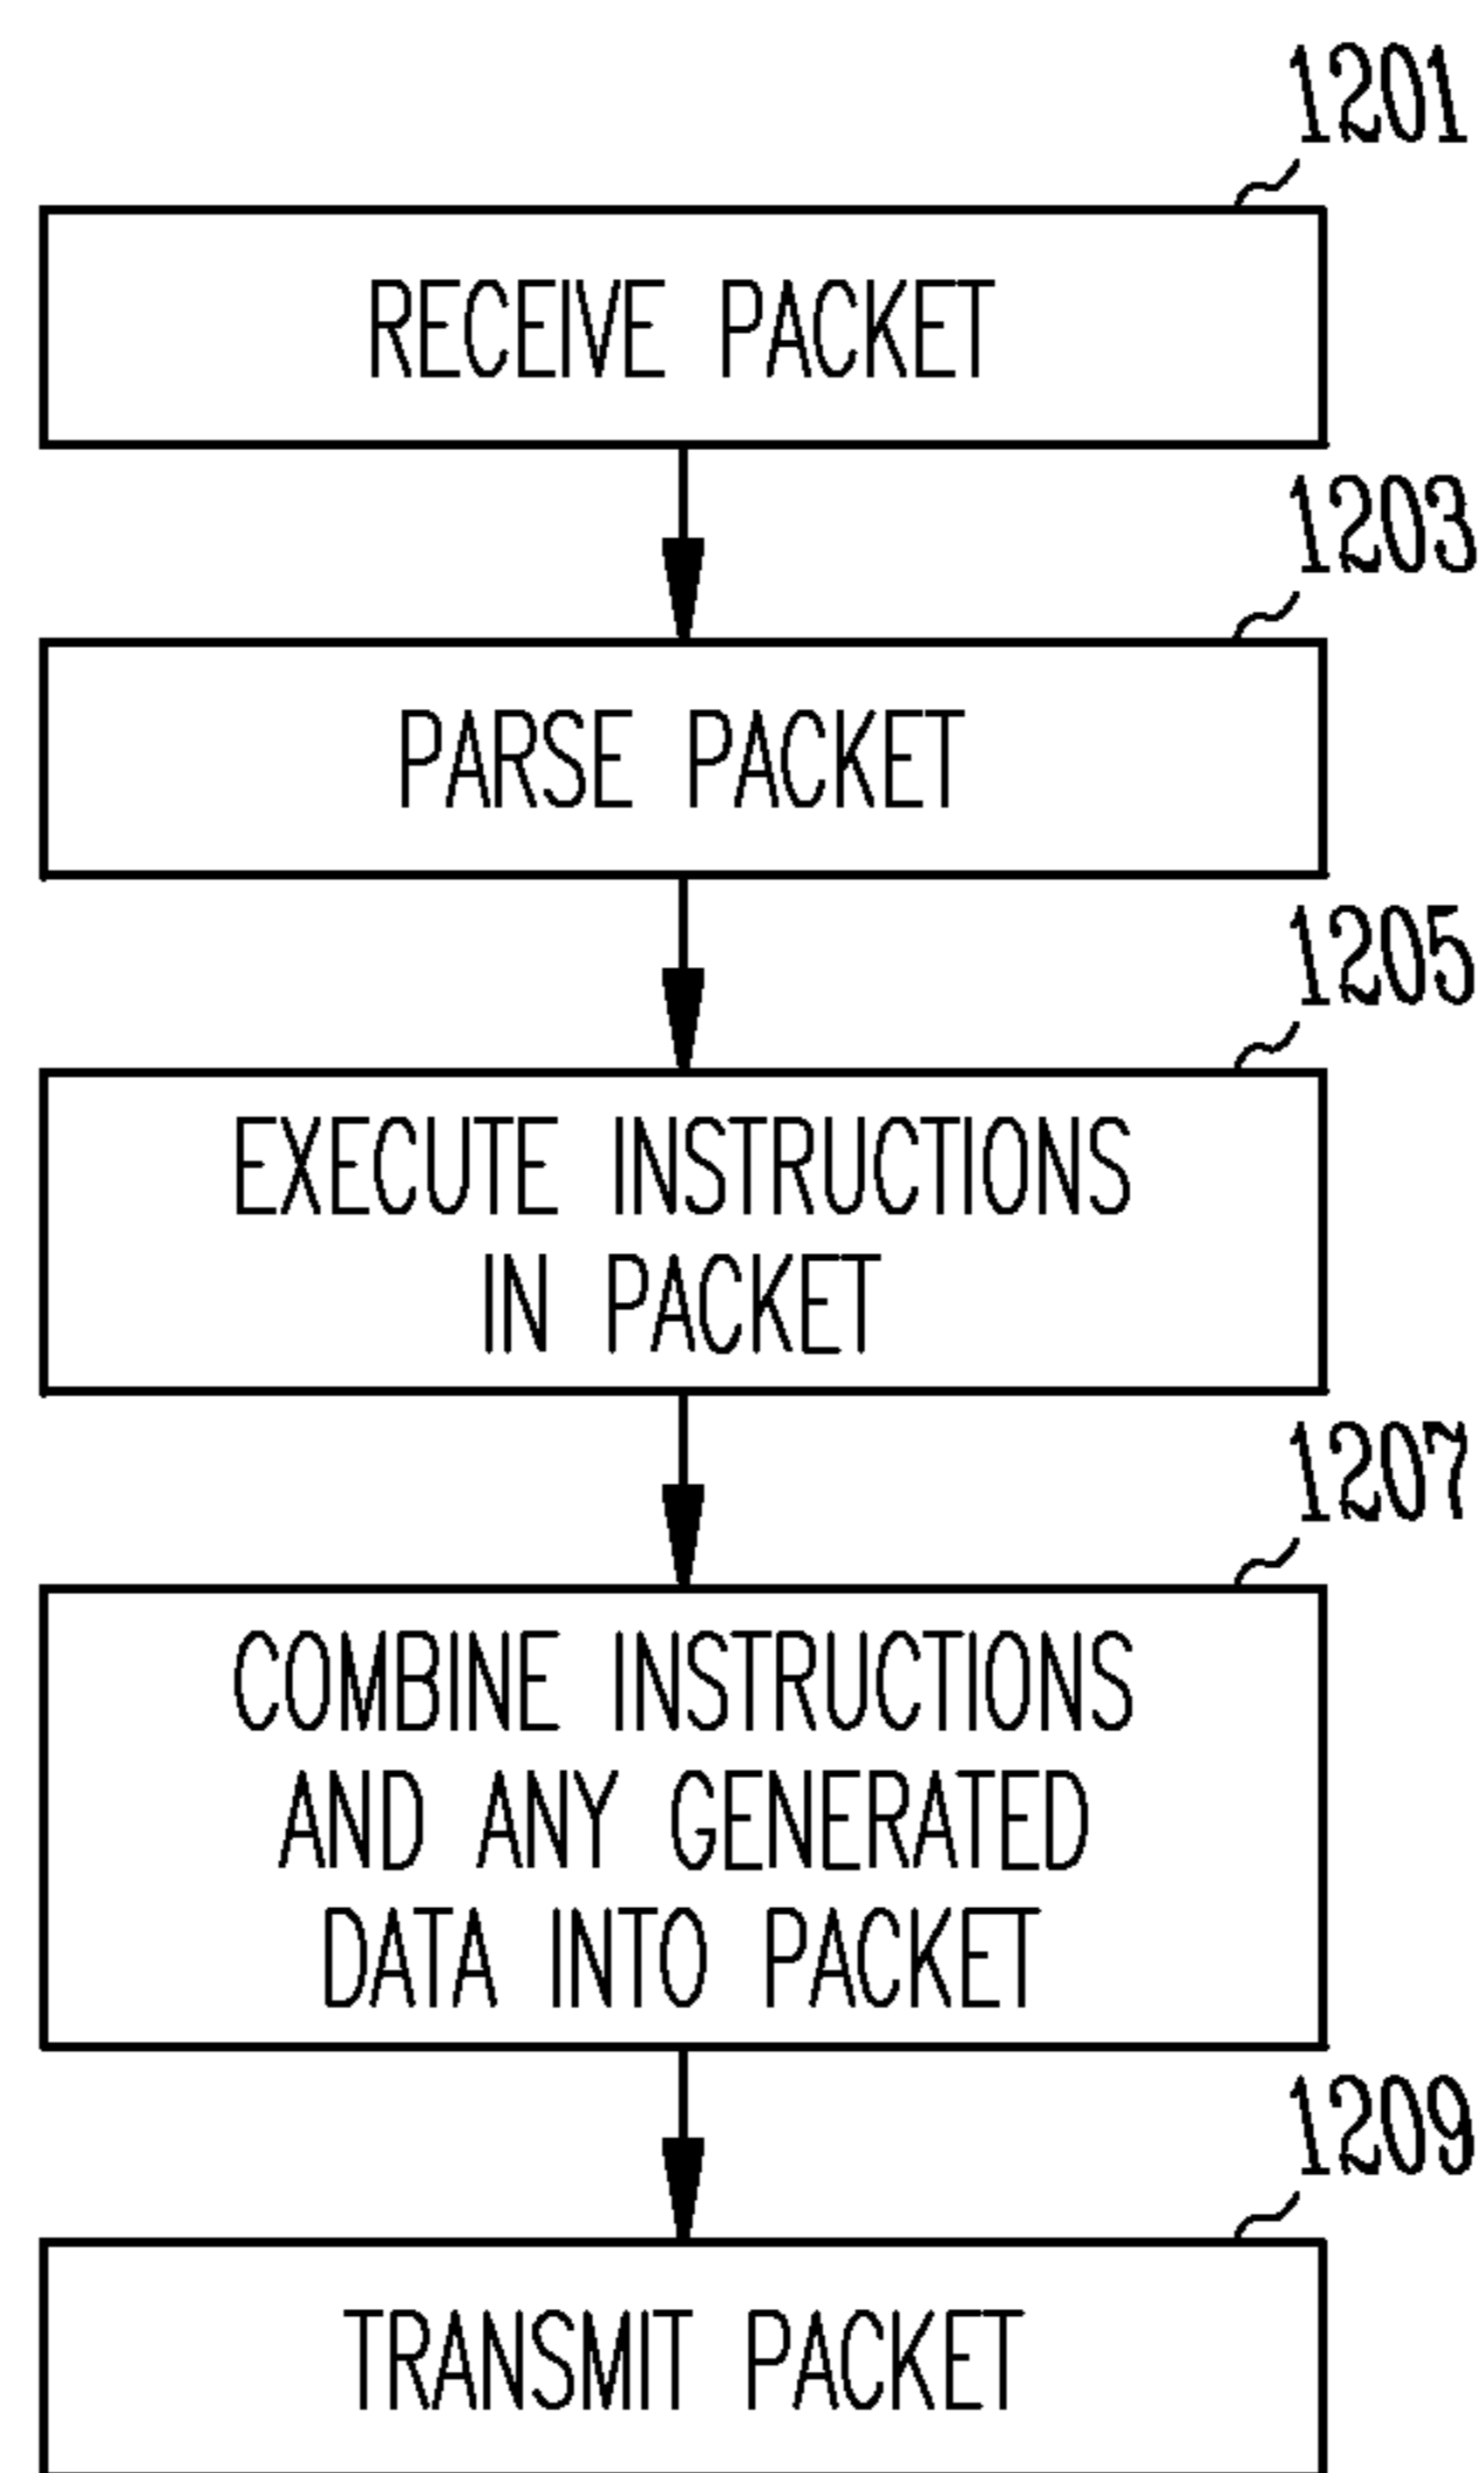 1201
RECEIVE PACKET
1203
PARSE PACKET
1205
EXECUTE INSTRUCTIONS
IN PACKET
1207
COMBINE INSTRUCTIONS
AND ANY GENERATED
DATA INTO PACKET
1209
TRANSMIT PACKET